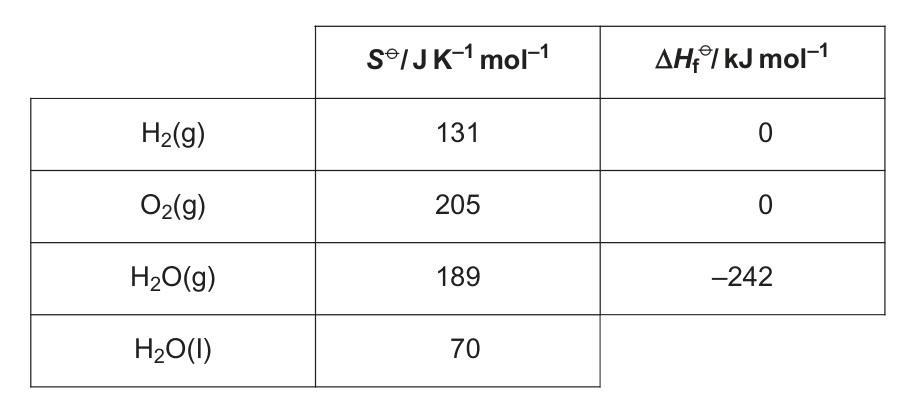 S⦵/ J K⁻¹ mol⁻¹ ΔHf⦵/ kJ mol⁻¹
H₂(g) 131 0
O₂(g) 205 0
H₂O(g) 189 –242
H₂O(l) 70